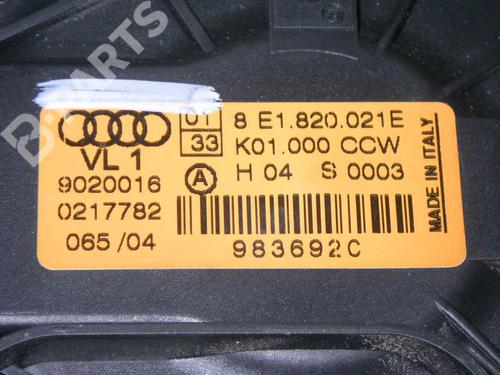 B-PARTS
01
33
8 E1.820.021E
K01.000 CCW
VL 1
9020016
A
H 04 S 0003
0217782
065/04
983692C
MADE IN ITALY